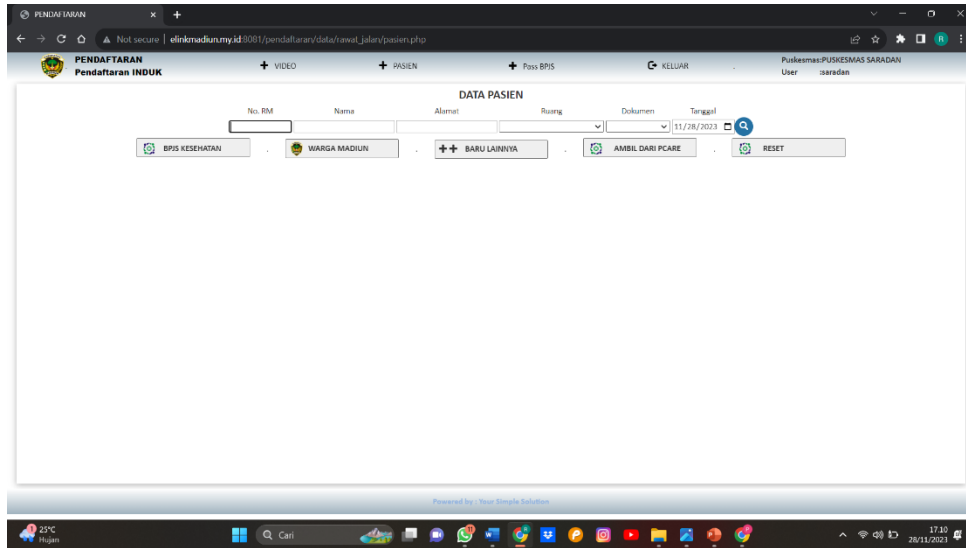 PENDAFTARAN
Not secure | elinkmadiun.my.id:8081/pendaftaran/data/rawat_jalan/pasien.php
PENDAFTARAN
Pendaftaran INDUK
VIDEO
PASIEN
Pass BPJS
KELUAR
.
Puskesmas:PUSKESMAS SARADAN
User :saradan
DATA PASIEN
No. RM Nama Alamat Ruang Dokumen Tanggal
11/28/2023
BPJS KESEHATAN . WARGA MADIUN . BARU LAINNYA . AMBIL DARI PCARE . RESET
Powered by : Your Simple Solution
25°C
Hujan
Cari
17.10
28/11/2023